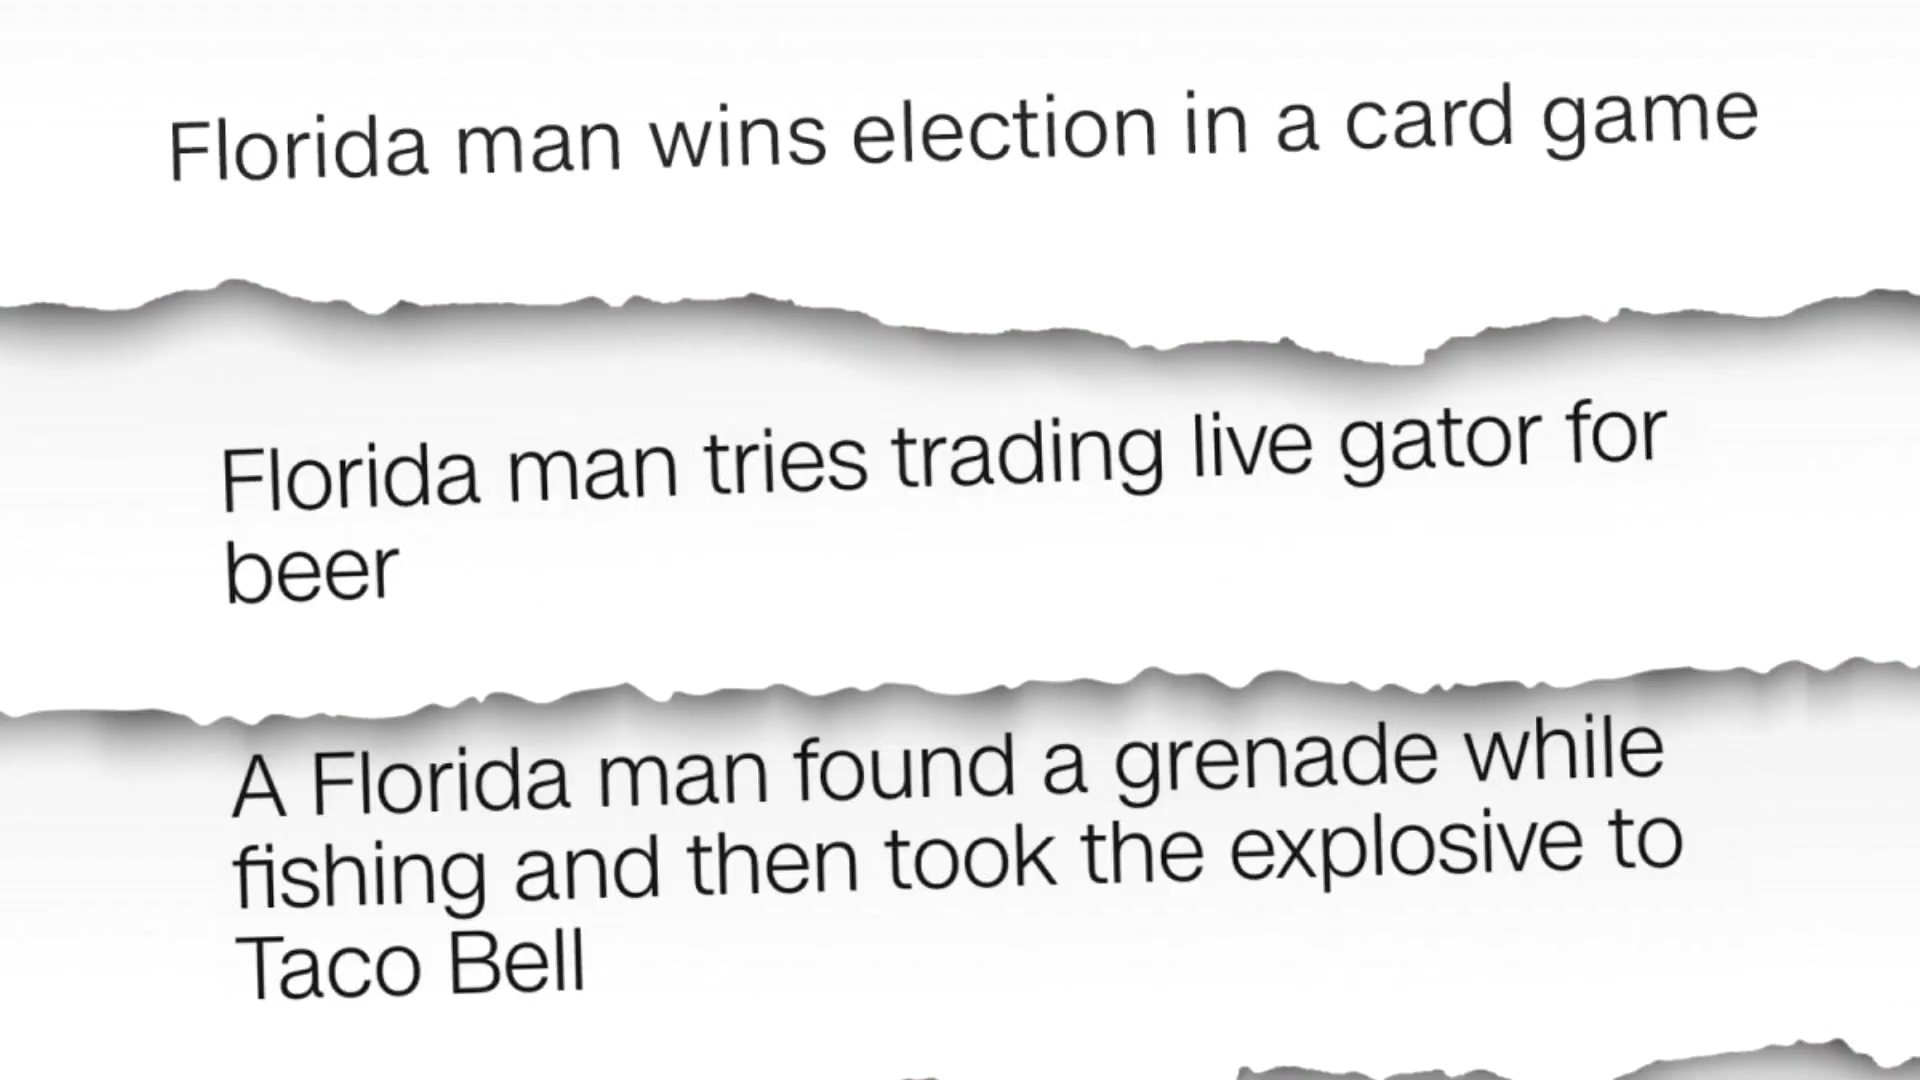 Florida man wins election in a card game
Florida man tries trading live gator for
beer
A Florida man found a grenade while
fishing and then took the explosive to
Taco Bell